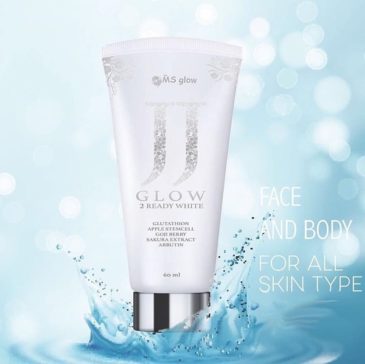 MS glow
JJ
GLOW
2 READY WHITE
GLUTATHION
APPLE STEMCELL
GOJI BERRY
SAKURA EXTRACT
ARBUTIN
60 ml
FACE
AND BODY
FOR ALL
SKIN TYPE